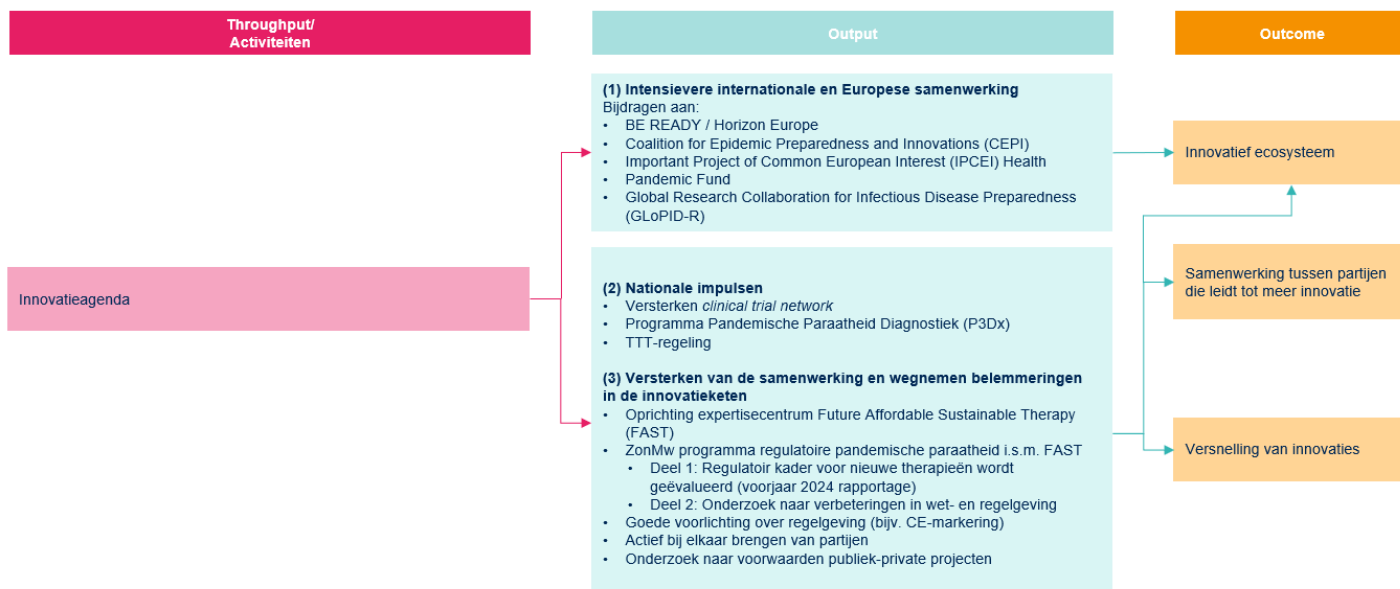 Throughput/
Activiteiten
Output
Outcome
Innovatieagenda
(1) Intensievere internationale en Europese samenwerking
Bijdragen aan:
• BE READY / Horizon Europe
• Coalition for Epidemic Preparedness and Innovations (CEPI)
• Important Project of Common European Interest (IPCEI) Health
• Pandemic Fund
• Global Research Collaboration for Infectious Disease Preparedness
(GLoPID-R)
(2) Nationale impulsen
• Versterken clinical trial network
• Programma Pandemische Paraatheid Diagnostiek (P3Dx)
• TTT-regeling
(3) Versterken van de samenwerking en wegnemen belemmeringen
in de innovatieketen
• Oprichting expertisecentrum Future Affordable Sustainable Therapy
(FAST)
• ZonMw programma regulatoire pandemische paraatheid i.s.m. FAST
• Deel 1: Regulatoir kader voor nieuwe therapieën wordt
geëvalueerd (voorjaar 2024 rapportage)
• Deel 2: Onderzoek naar verbeteringen in wet- en regelgeving
• Goede voorlichting over regelgeving (bijv. CE-markering)
• Actief bij elkaar brengen van partijen
• Onderzoek naar voorwaarden publiek-private projecten
Innovatief ecosysteem
Samenwerking tussen partijen
die leidt tot meer innovatie
Versnelling van innovaties